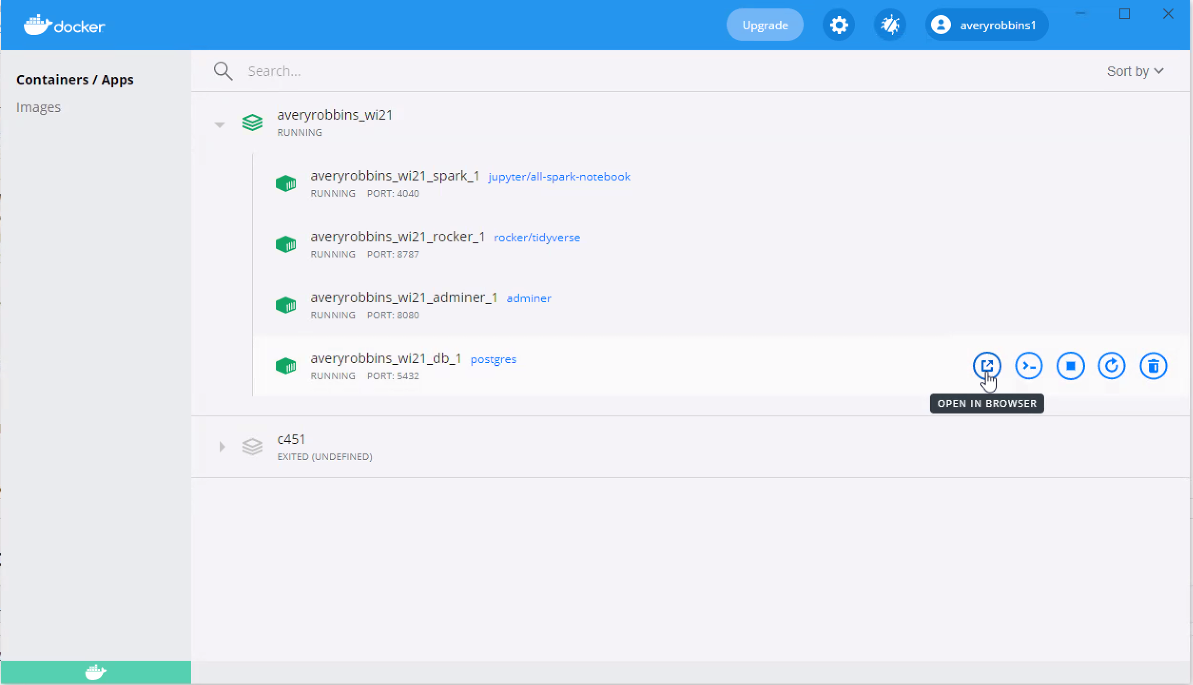 docker
Upgrade
averyrobbins1
Containers / Apps
Images
Search...
Sort by
averyrobbins_wi21
RUNNING
averyrobbins_wi21_spark_1 jupyter/all-spark-notebook
RUNNING PORT: 4040
averyrobbins_wi21_rocker_1 rocker/tidyverse
RUNNING PORT: 8787
averyrobbins_wi21_adminer_1 adminer
RUNNING PORT: 8080
averyrobbins_wi21_db_1 postgres
RUNNING PORT: 5432
OPEN IN BROWSER
c451
EXITED (UNDEFINED)